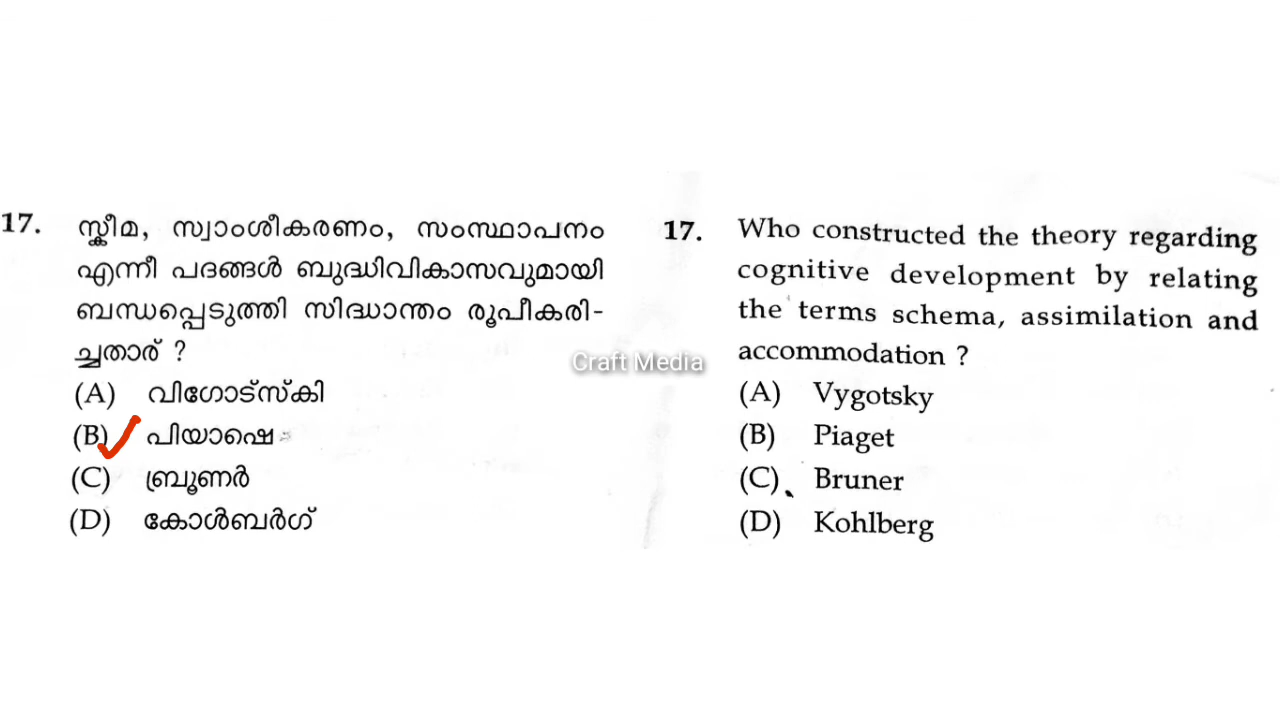 17. സ്കീമ, സ്വാംശീകരണം, സംസ്ഥാപനം
എന്നീ പദങ്ങൾ ബുദ്ധിവികാസവുമായി
ബന്ധപ്പെടുത്തി സിദ്ധാന്തം രൂപീകരി-
ച്ചതാര് ?
(A) വിഗോട്സ്കി
(B) പിയാഷെ
(C) ബ്രൂണർ
(D) കോൾബർഗ്
17. Who constructed the theory regarding
cognitive development by relating
the terms schema, assimilation and
accommodation ?
(A) Vygotsky
(B) Piaget
(C) Bruner
(D) Kohlberg
Craft Media